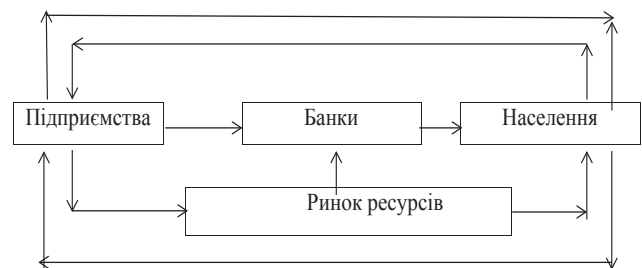 Підприємства
Банки
Населення
Ринок ресурсів